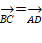 →BC = →AD